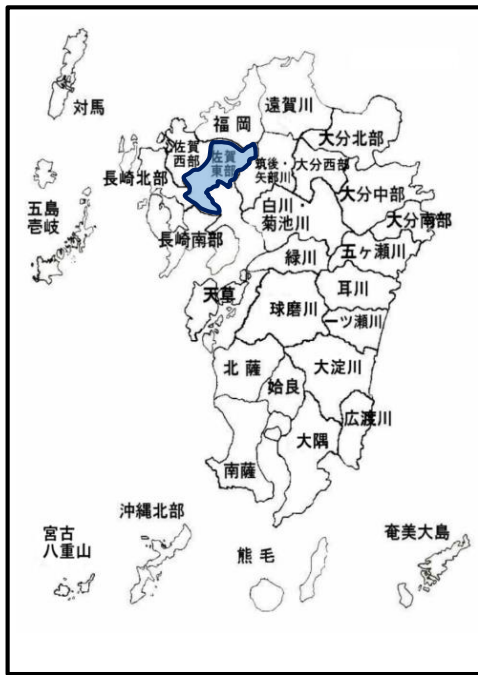 対馬
福岡
遠賀川
佐賀
西部
佐賀
東部
大分北部
筑後・
矢部川
大分西部
長崎北部
大分中部
五島
壱岐
白川・
菊池川
大分南部
長崎南部
五ヶ瀬川
緑川
天草
耳川
球磨川
一ツ瀬川
北薩
姶良
大淀川
広渡川
大隅
南薩
沖縄北部
宮古
八重山
熊毛
奄美大島